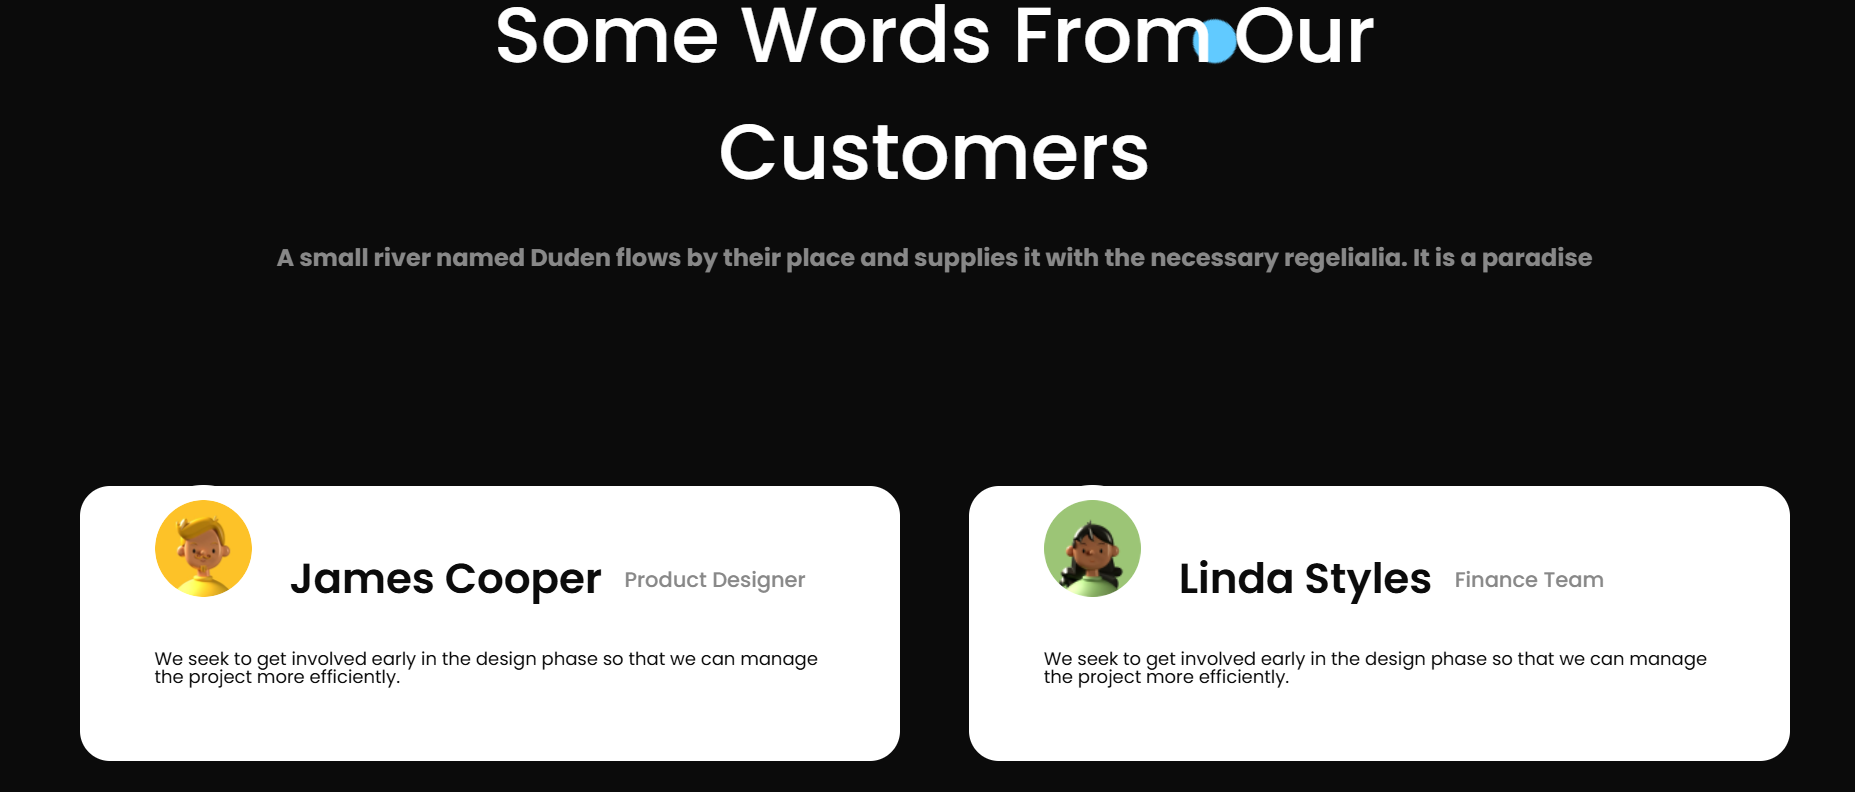 Some Words From Our
Customers
A small river named Duden flows by their place and supplies it with the necessary regelialia. It is a paradise
James Cooper Product Designer
We seek to get involved early in the design phase so that we can manage
the project more efficiently.
Linda Styles Finance Team
We seek to get involved early in the design phase so that we can manage
the project more efficiently.